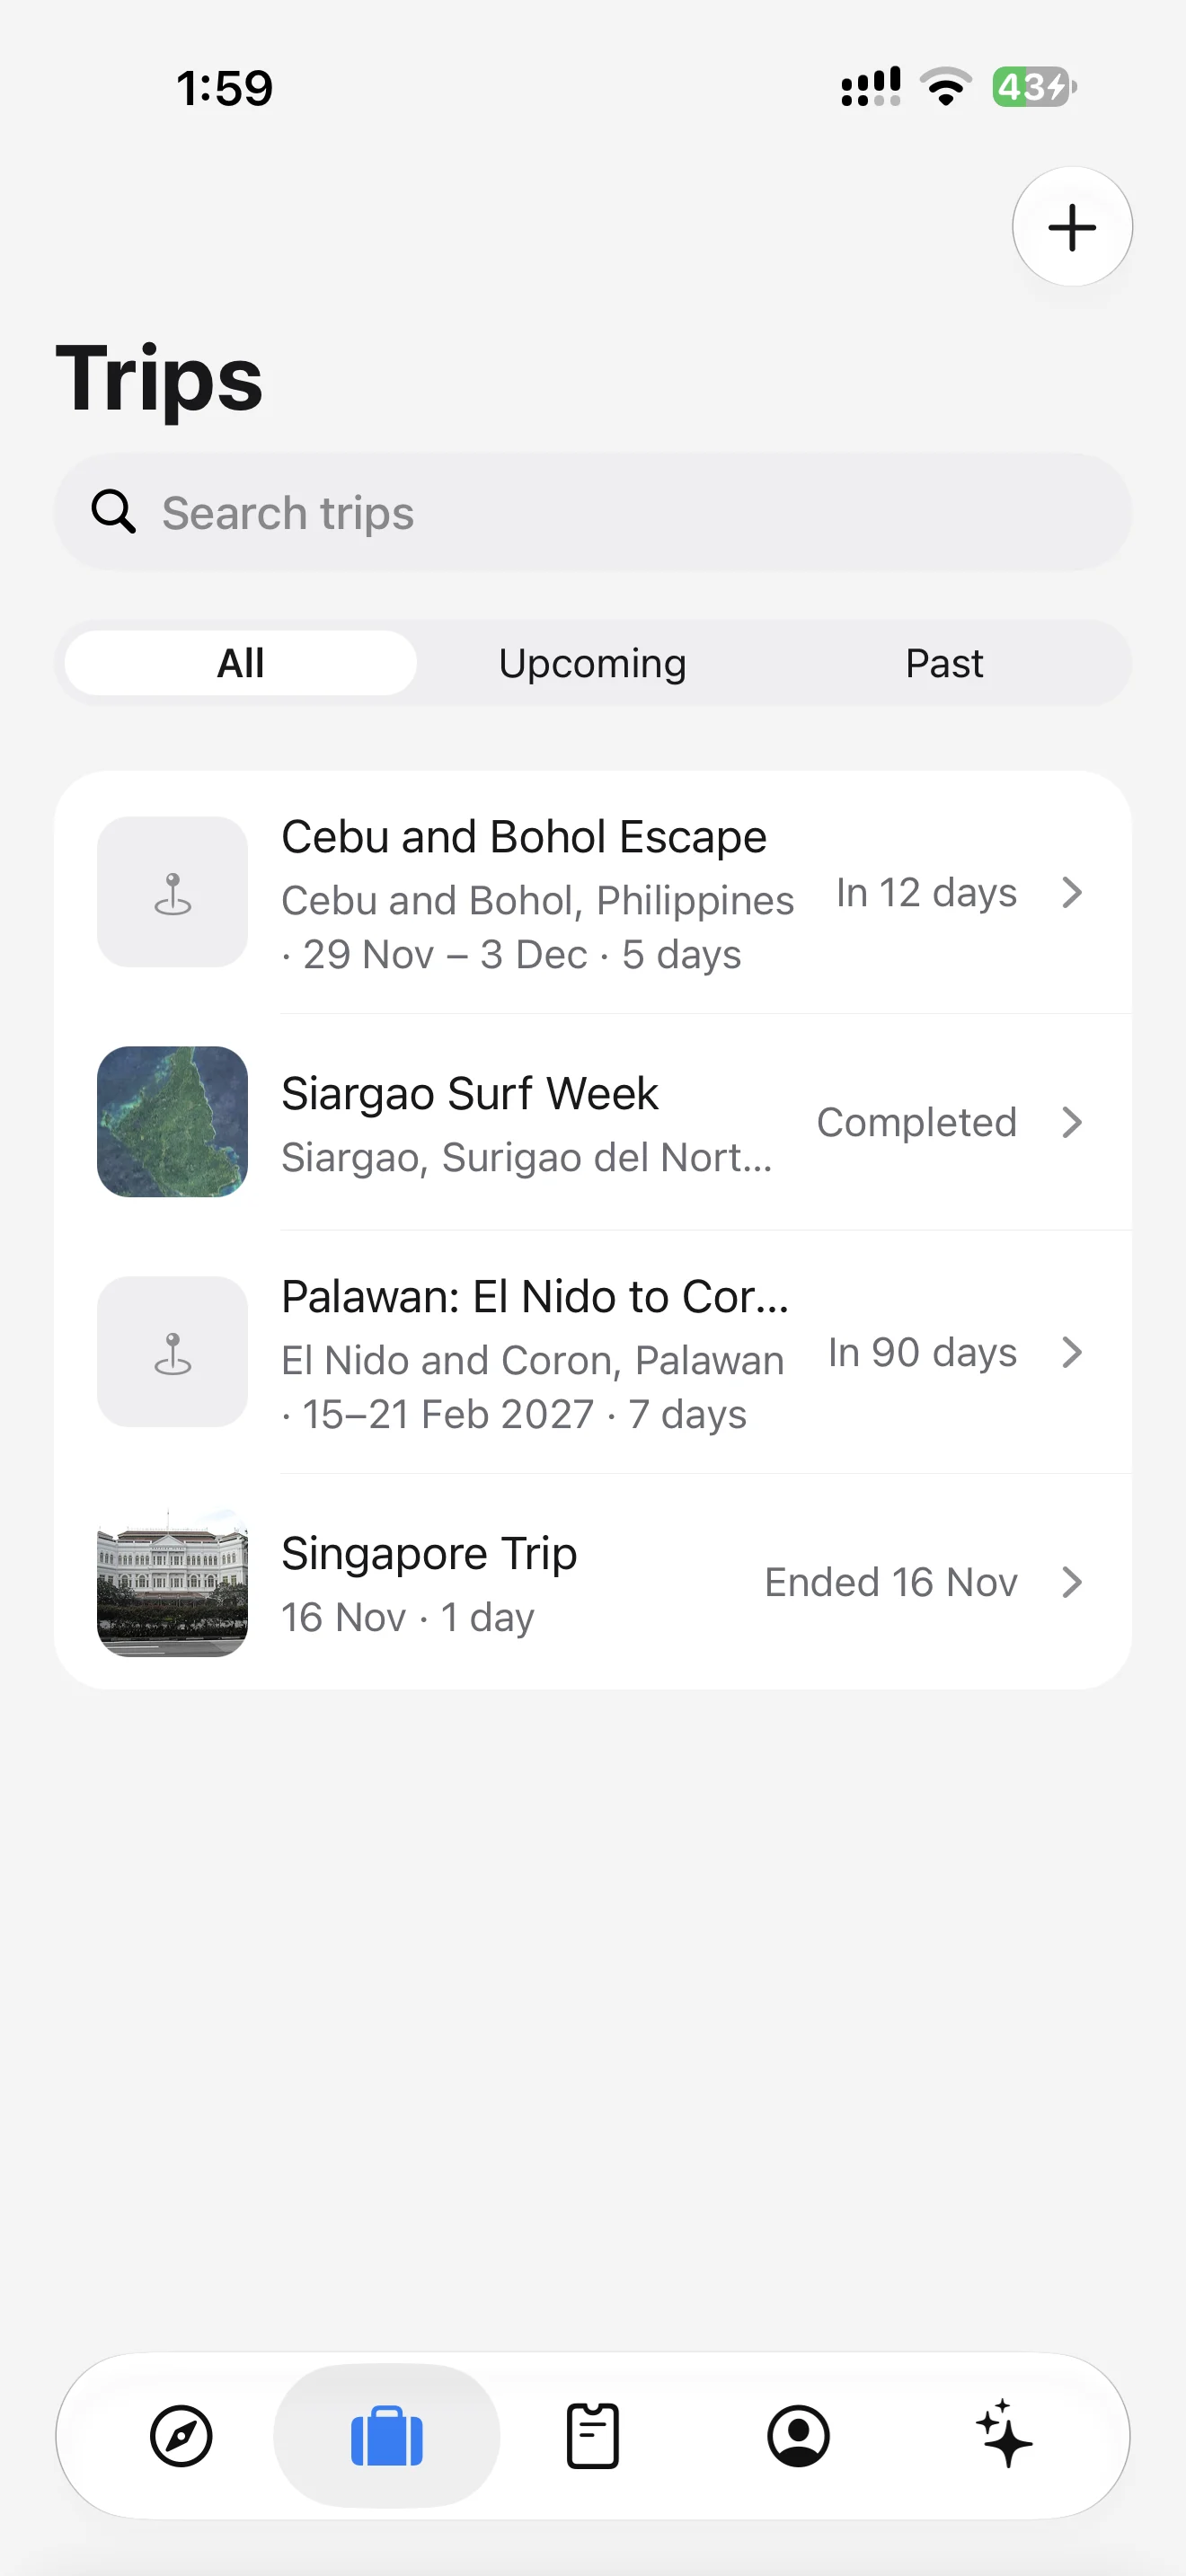 1:59
43
Trips
Search trips
All
Upcoming
Past
Cebu and Bohol Escape
Cebu and Bohol, Philippines
· 29 Nov – 3 Dec · 5 days
In 12 days
Siargao Surf Week
Siargao, Surigao del Nort...
Completed
Palawan: El Nido to Cor...
El Nido and Coron, Palawan
· 15–21 Feb 2027 · 7 days
In 90 days
Singapore Trip
16 Nov · 1 day
Ended 16 Nov